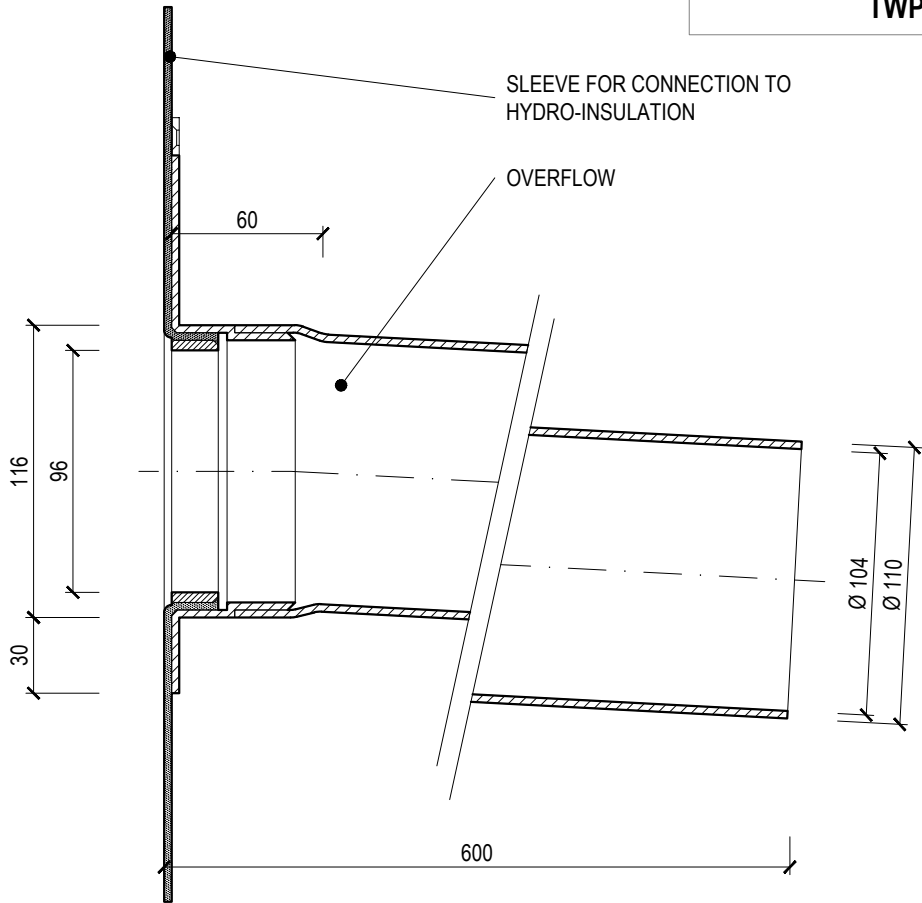 TWP
SLEEVE FOR CONNECTION TO
HYDRO-INSULATION
OVERFLOW
60
116
96
30
Ø 104
Ø 110
600